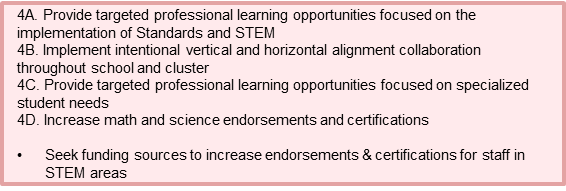 4A. Provide targeted professional learning opportunities focused on the
implementation of Standards and STEM
4B. Implement intentional vertical and horizontal alignment collaboration
throughout school and cluster
4C. Provide targeted professional learning opportunities focused on specialized
student needs
4D. Increase math and science endorsements and certifications
• Seek funding sources to increase endorsements & certifications for staff in
STEM areas